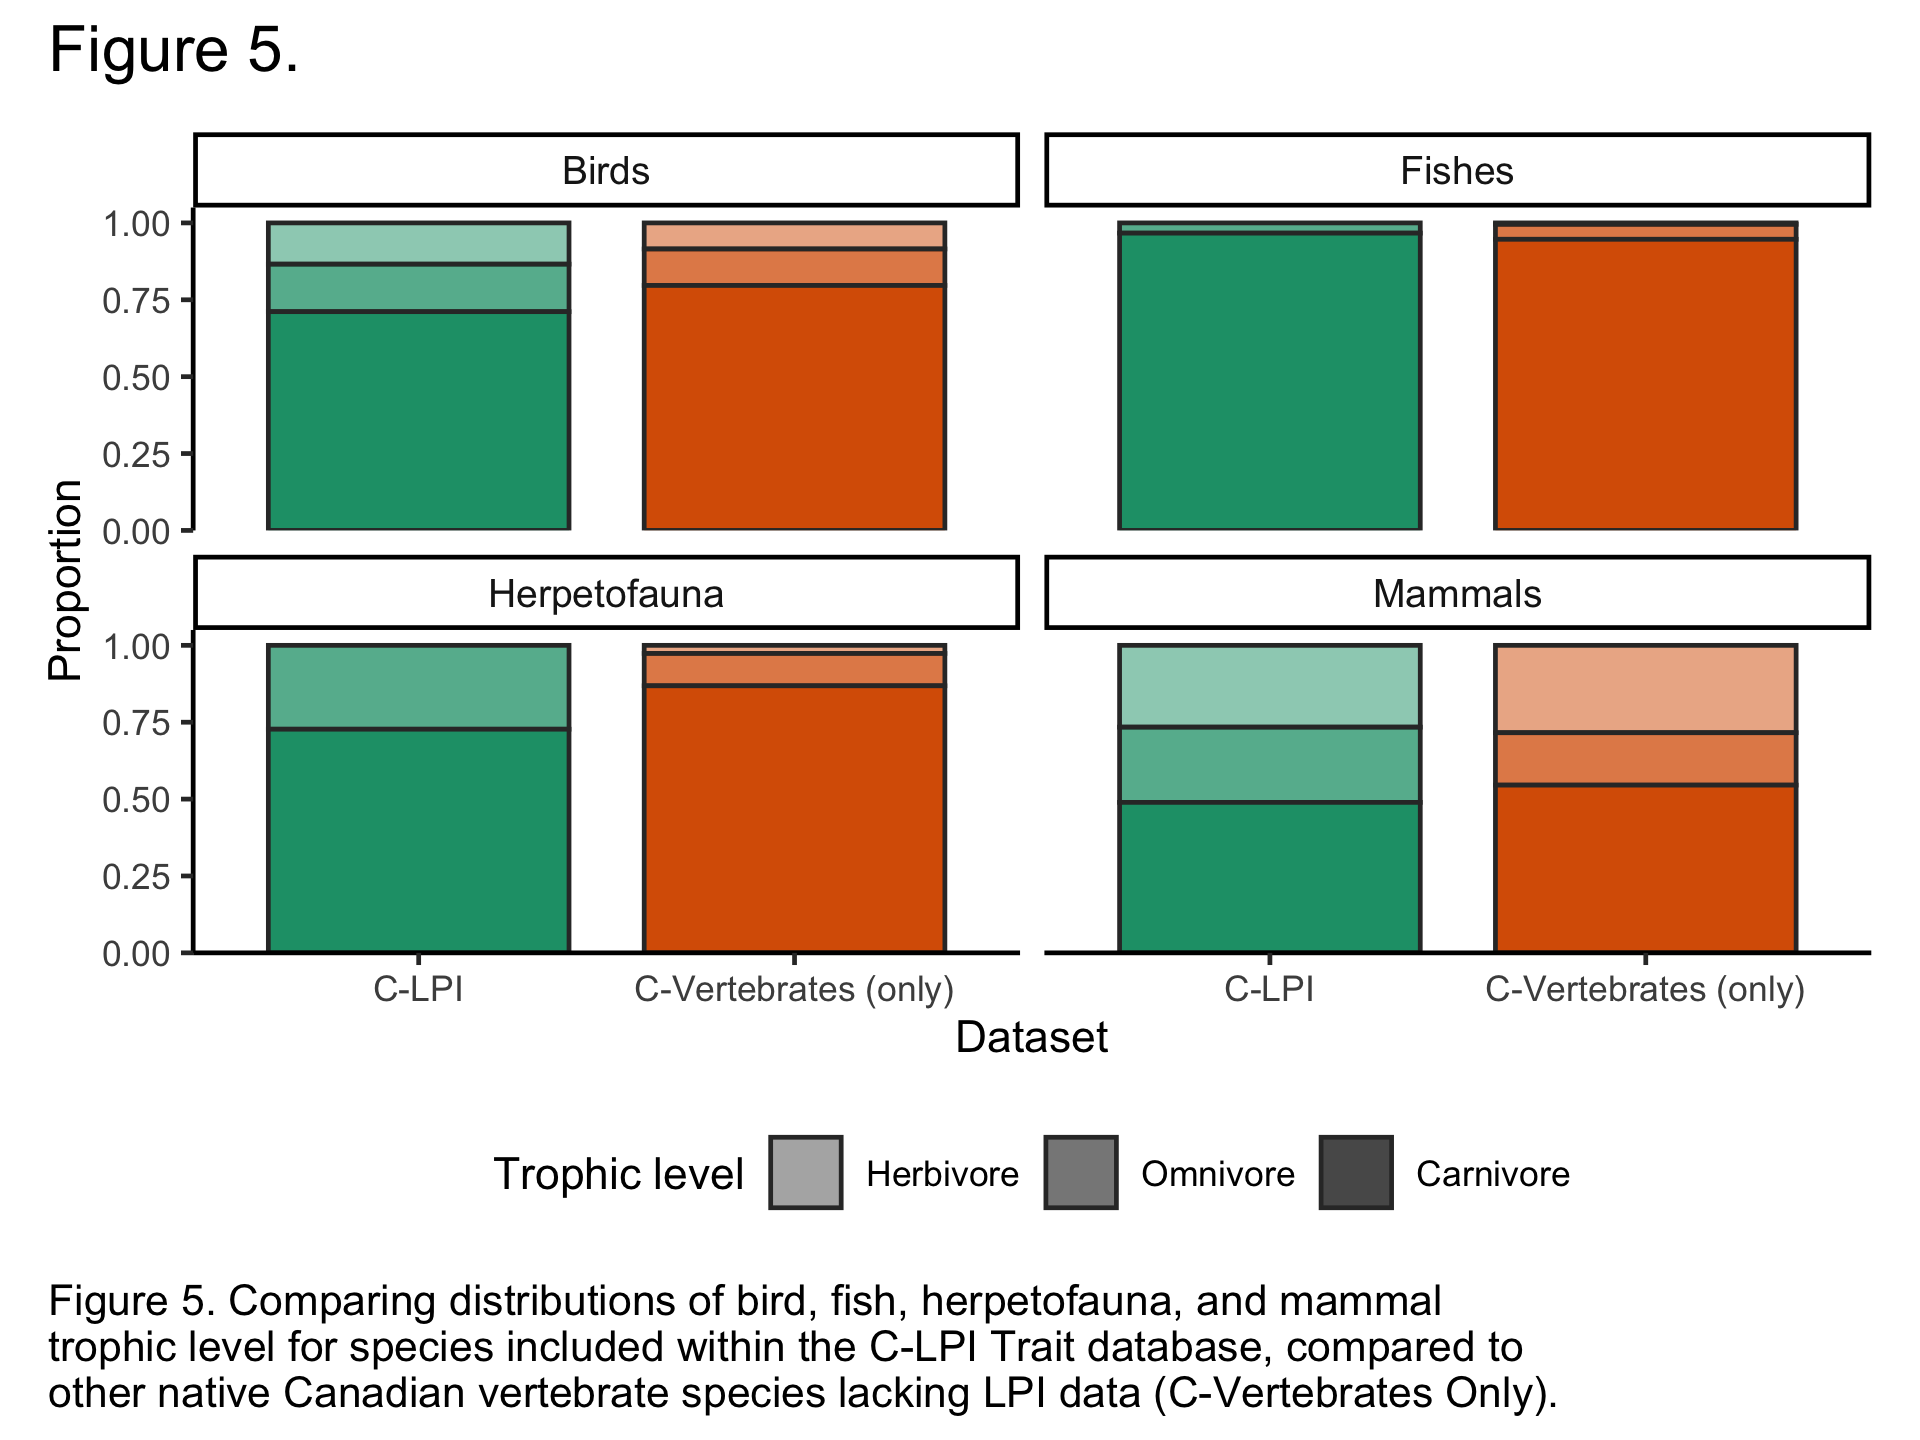 Figure 5.
Birds
Fishes
1.00
0.75
0.50
0.25
0.00
Proportion
Herpetofauna
Mammals
1.00
0.75
0.50
0.25
0.00
C-LPI
C-Vertebrates (only)
C-LPI
C-Vertebrates (only)
Dataset
Trophic level
Herbivore
Omnivore
Carnivore
Figure 5. Comparing distributions of bird, fish, herpetofauna, and mammal
trophic level for species included within the C-LPI Trait database, compared to
other native Canadian vertebrate species lacking LPI data (C-Vertebrates Only).